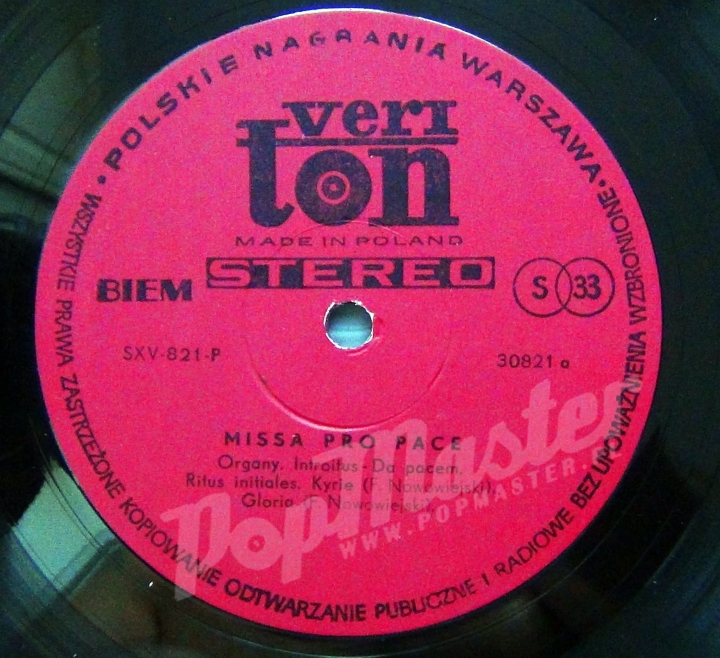 • POLSKIE NAGRANIA WARSZAWA •
veri
ton
MADE IN POLAND
BIEM STEREO S 33
SXV-821-P 30821 a
MISSA PRO PACE
Organy. Introitus - Da pacem.
Ritus initiales. Kyrie (F. Nowowiejski).
Gloria (F. Nowowiejski).
WSZYSTKIE PRAWA ZASTRZEŻONE KOPIOWANIE ODTWARZANIE PUBLICZNE I RADIOWE BEZ UPOWAŻNIENIA WZBRONIONE
PopMaster
WWW.POPMASTER.